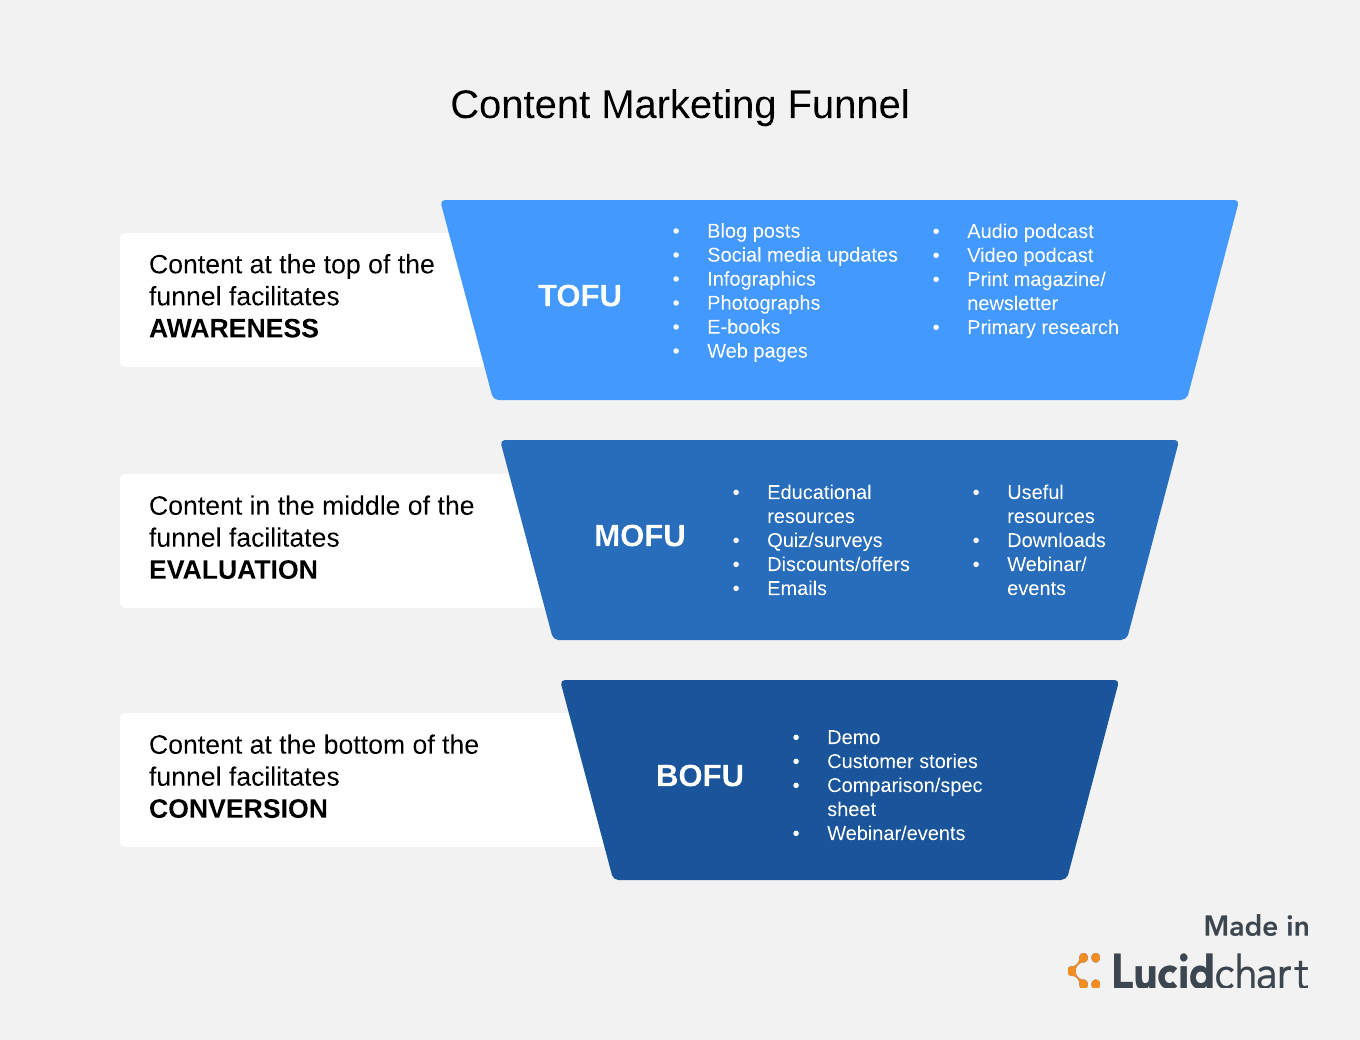 Content Marketing Funnel
Content at the top of the
funnel facilitates
AWARENESS
TOFU
• Blog posts
• Social media updates
• Infographics
• Photographs
• E-books
• Web pages
• Audio podcast
• Video podcast
• Print magazine/
newsletter
• Primary research
Content in the middle of the
funnel facilitates
EVALUATION
MOFU
• Educational
resources
• Quiz/surveys
• Discounts/offers
• Emails
• Useful
resources
• Downloads
• Webinar/
events
Content at the bottom of the
funnel facilitates
CONVERSION
BOFU
• Demo
• Customer stories
• Comparison/spec
sheet
• Webinar/events
Made in
Lucidchart